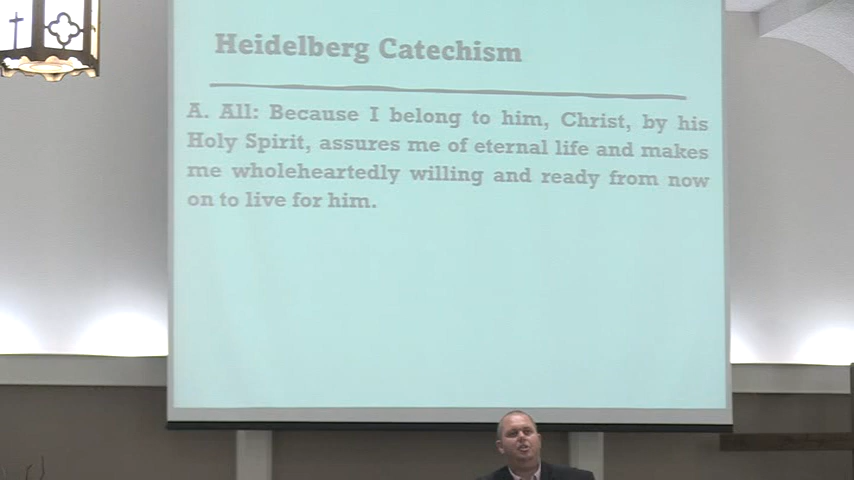 Heidelberg Catechism
A. All: Because I belong to him, Christ, by his
Holy Spirit, assures me of eternal life and makes
me wholeheartedly willing and ready from now
on to live for him.